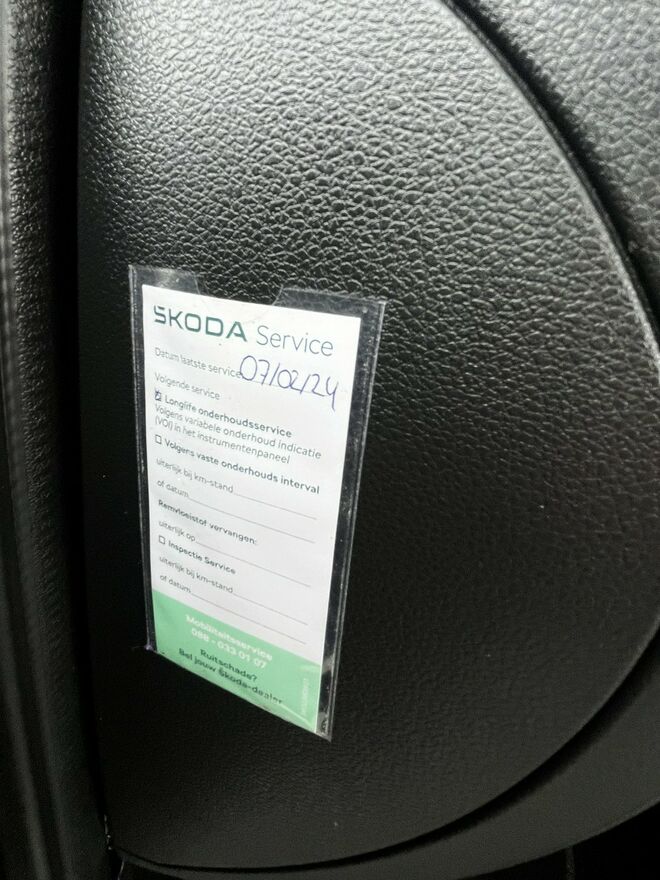 ŠKODA Service
Datum laatste service 07/02/24
Volgende service
☒ Longlife onderhoudsservice
Volgens variabele onderhoud indicatie
(VOI) in het instrumentenpaneel
☐ Volgens vaste onderhouds interval
uiterlijk bij km-stand
of datum
Remvloeistof vervangen:
uiterlijk op
☐ Inspectie Service
uiterlijk bij km-stand
of datum
Mobiliteitsservice
088 - 033 01 07
Ruitschade?
Bel jouw Škoda-dealer